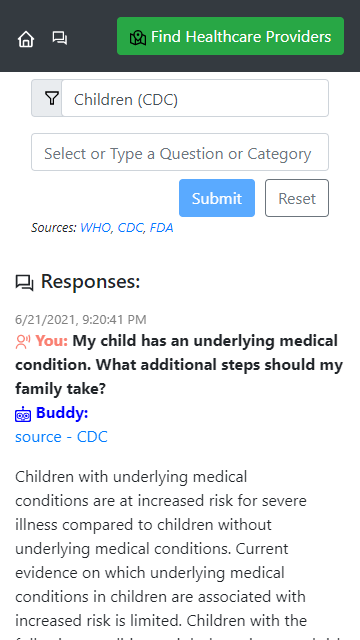 Find Healthcare Providers
Children (CDC)
Select or Type a Question or Category
Submit
Reset
Sources: WHO, CDC, FDA
Responses:
6/21/2021, 9:20:41 PM
You: My child has an underlying medical
condition. What additional steps should my
family take?
Buddy:
source - CDC
Children with underlying medical
conditions are at increased risk for severe
illness compared to children without
underlying medical conditions. Current
evidence on which underlying medical
conditions in children are associated with
increased risk is limited. Children with the